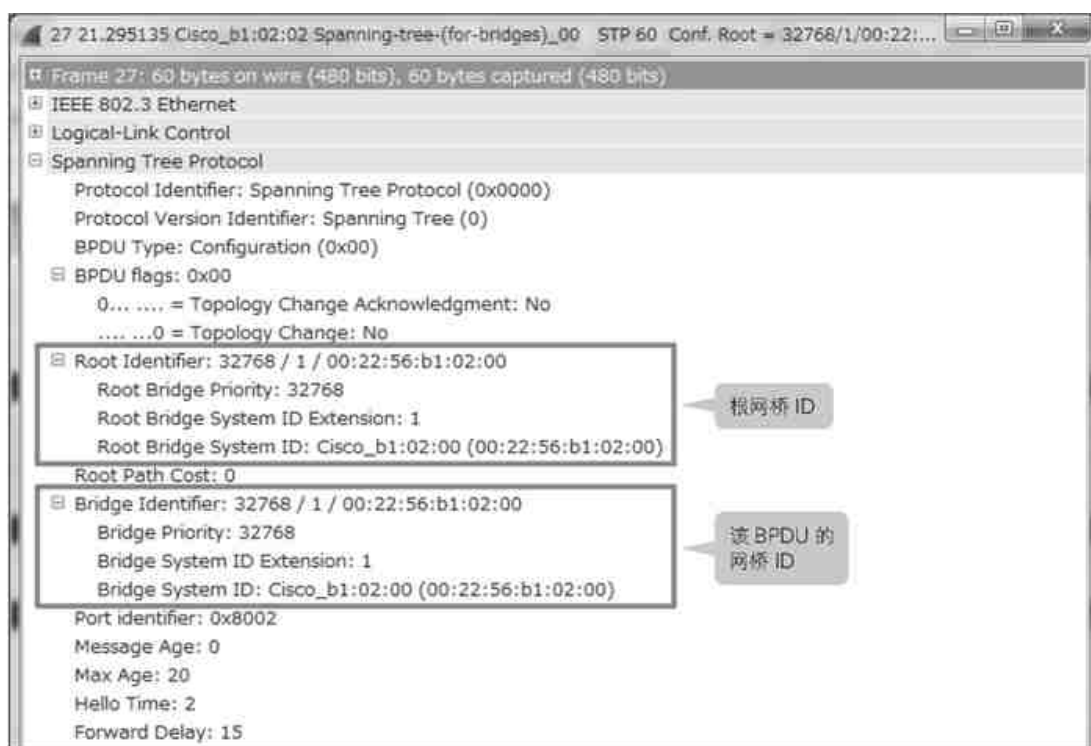 27 21.295135 Cisco_b1:02:02 Spanning-tree-(for-bridges)_00 STP 60 Conf. Root = 32768/1/00:22:...
Frame 27: 60 bytes on wire (480 bits), 60 bytes captured (480 bits)
IEEE 802.3 Ethernet
Logical-Link Control
Spanning Tree Protocol
Protocol Identifier: Spanning Tree Protocol (0x0000)
Protocol Version Identifier: Spanning Tree (0)
BPDU Type: Configuration (0x00)
BPDU flags: 0x00
0... .... = Topology Change Acknowledgment: No
.... ...0 = Topology Change: No
Root Identifier: 32768 / 1 / 00:22:56:b1:02:00
Root Bridge Priority: 32768
Root Bridge System ID Extension: 1
Root Bridge System ID: Cisco_b1:02:00 (00:22:56:b1:02:00)
根网桥 ID
Root Path Cost: 0
Bridge Identifier: 32768 / 1 / 00:22:56:b1:02:00
Bridge Priority: 32768
Bridge System ID Extension: 1
Bridge System ID: Cisco_b1:02:00 (00:22:56:b1:02:00)
该 BPDU 的
网桥 ID
Port identifier: 0x8002
Message Age: 0
Max Age: 20
Hello Time: 2
Forward Delay: 15